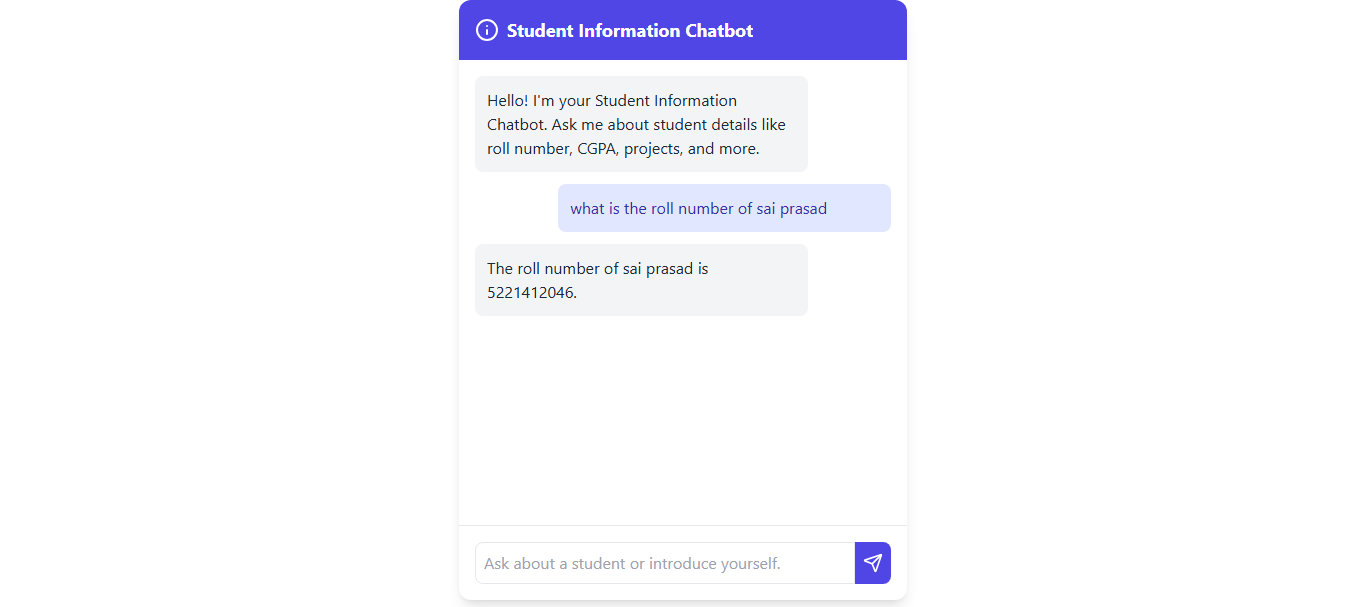 Student Information Chatbot
Hello! I'm your Student Information
Chatbot. Ask me about student details like
roll number, CGPA, projects, and more.
what is the roll number of sai prasad
The roll number of sai prasad is
5221412046.
Ask about a student or introduce yourself.